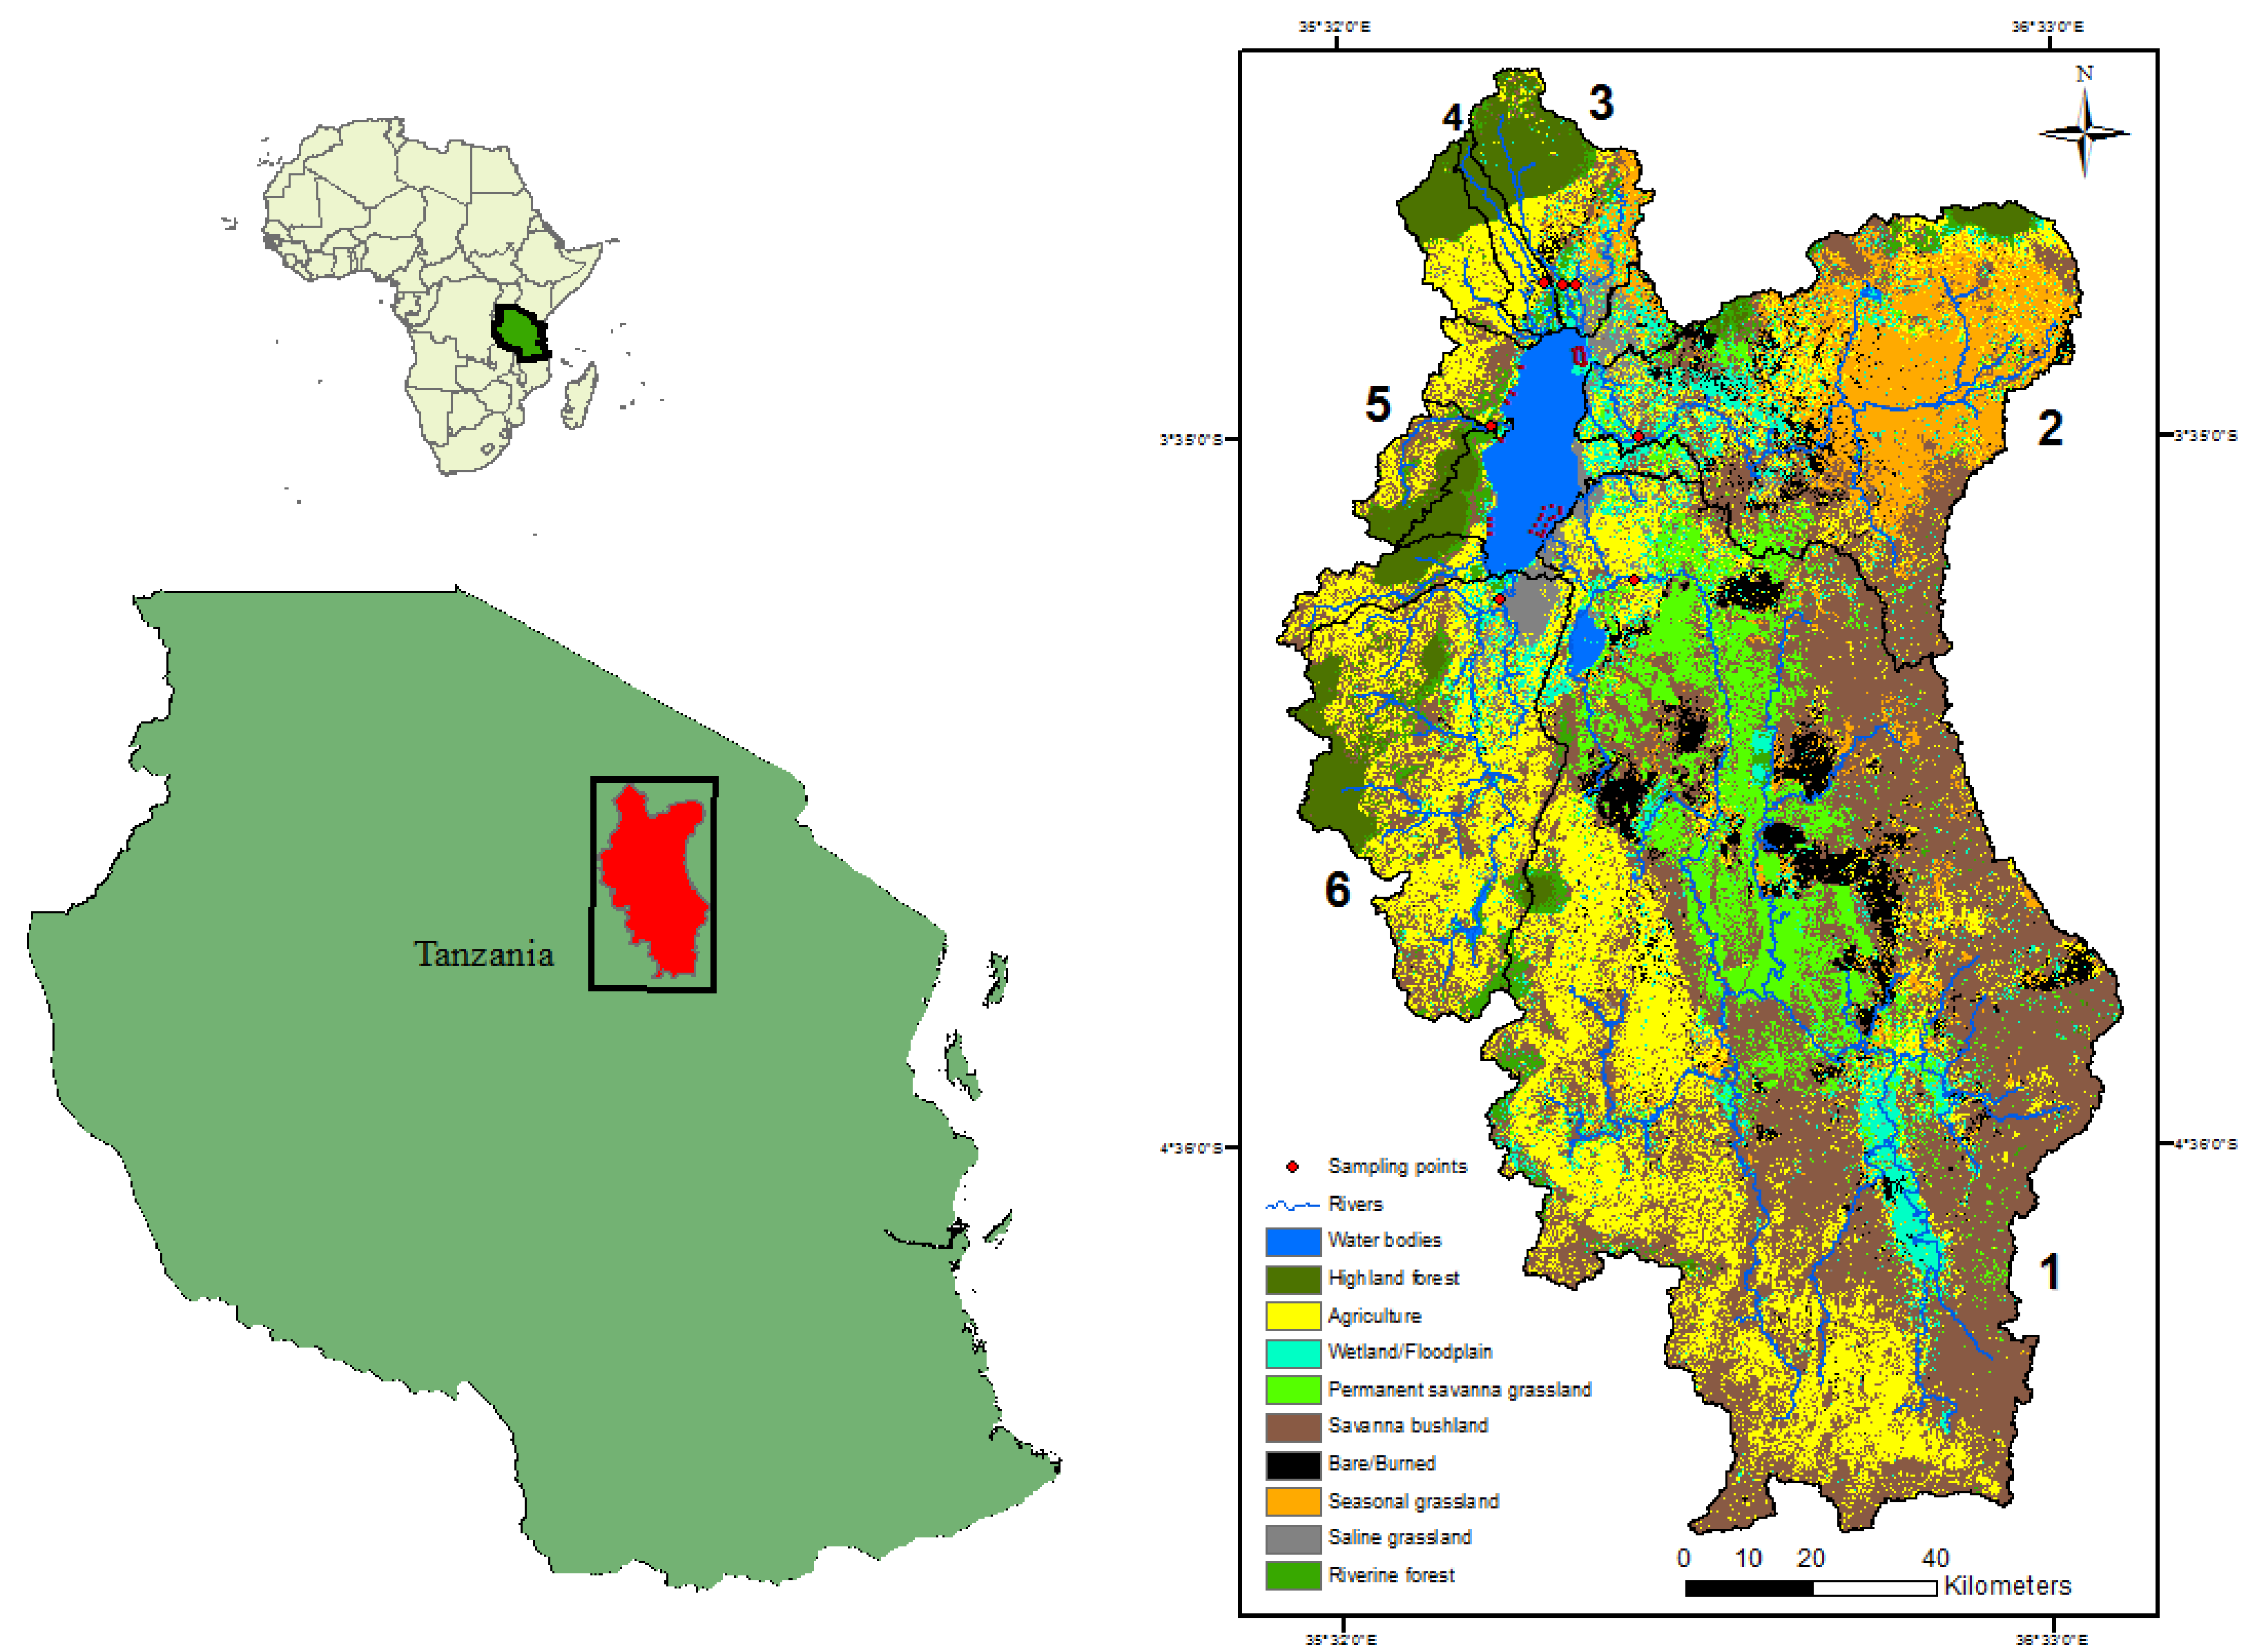 35°32'0"E
36°33'0"E
N
3
4
5
2
3°35'0"S
3°35'0"S
Tanzania
6
4°36'0"S
4°36'0"S
1
Sampling points
Rivers
Water bodies
Highland forest
Agriculture
Wetland/Floodplain
Permanent savanna grassland
Savanna bushland
Bare/Burned
Seasonal grassland
Saline grassland
Riverine forest
0 10 20 40
Kilometers
35°32'0"E
36°33'0"E